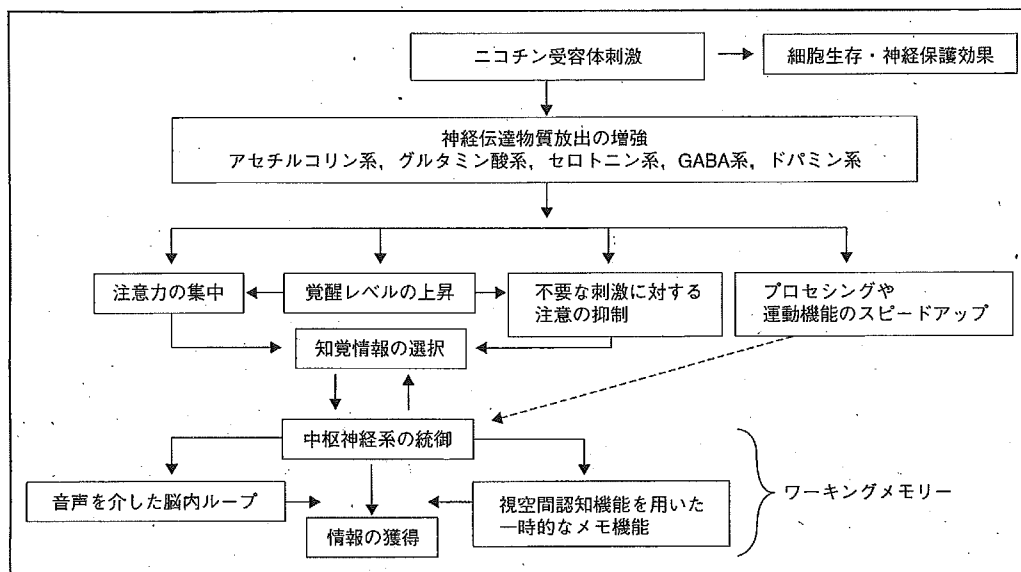 ニコチン受容体刺激
細胞生存・神経保護効果
神経伝達物質放出の増強
アセチルコリン系，グルタミン酸系，セロトニン系，GABA系，ドパミン系
注意力の集中
覚醒レベルの上昇
不要な刺激に対する
注意の抑制
プロセシングや
運動機能のスピードアップ
知覚情報の選択
中枢神経系の統御
音声を介した脳内ループ
視空間認知機能を用いた
一時的なメモ機能
ワーキングメモリー
情報の獲得